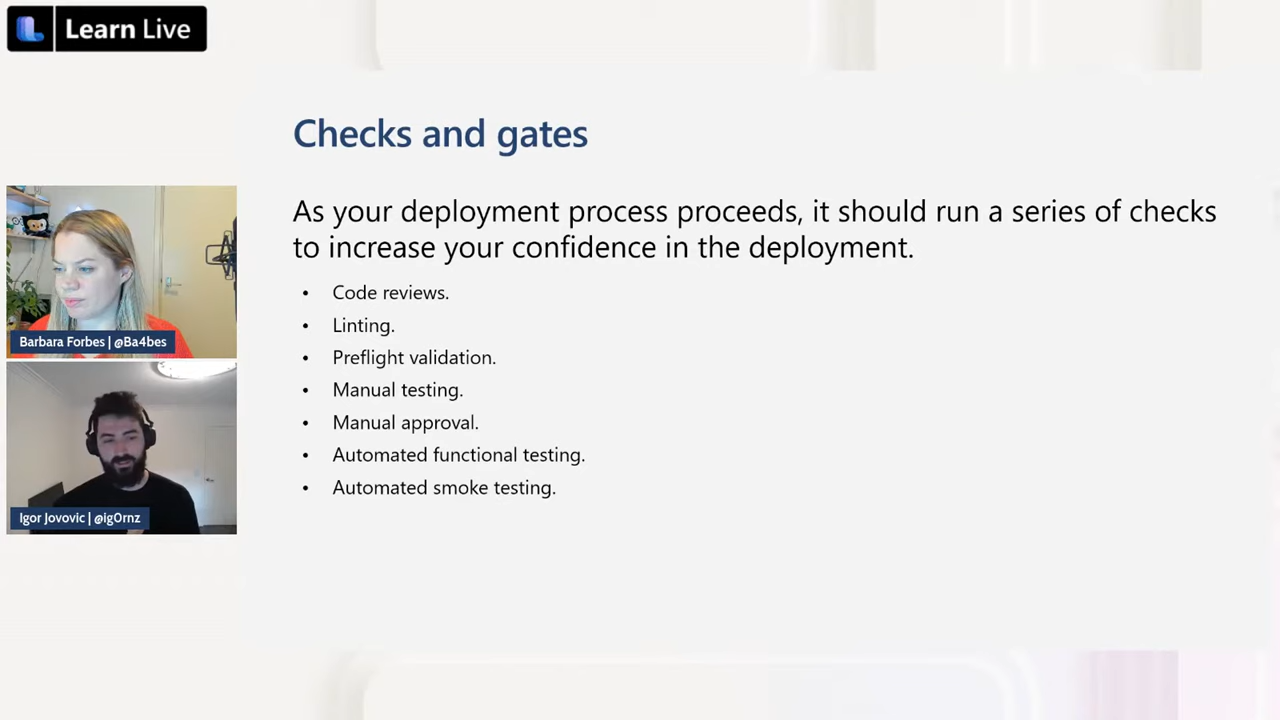 Learn Live
Checks and gates
As your deployment process proceeds, it should run a series of checks
to increase your confidence in the deployment.
• Code reviews.
• Linting.
• Preflight validation.
• Manual testing.
• Manual approval.
• Automated functional testing.
• Automated smoke testing.
Barbara Forbes | @Ba4bes
Igor Jovovic | @ig0rnz